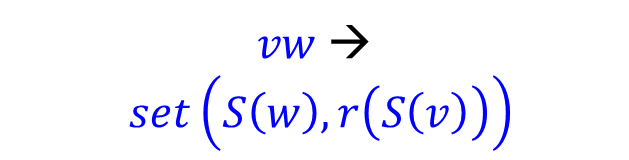 vw →
set(S(w), r(S(v)))